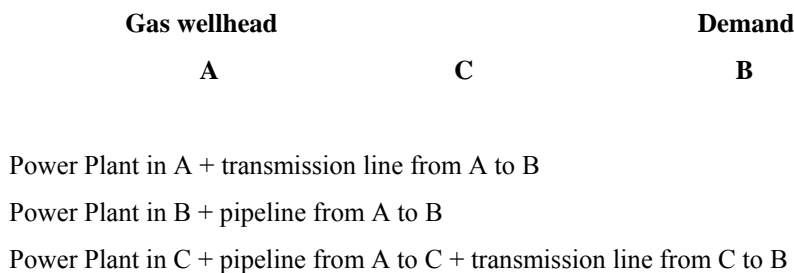 Gas wellhead Demand
A C B
Power Plant in A + transmission line from A to B
Power Plant in B + pipeline from A to B
Power Plant in C + pipeline from A to C + transmission line from C to B